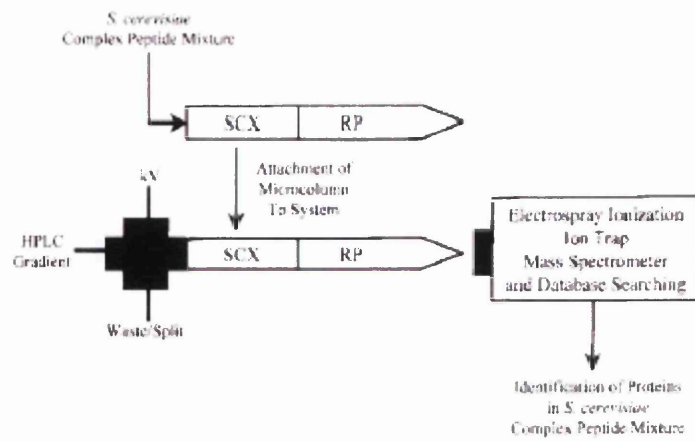 S. cerevisiae
Complex Peptide Mixture
SCX
RP
Attachment of
Microcolumn
To System
kV
HPLC
Gradient
SCX
RP
Waste/Split
Electrospray Ionization
Ion Trap
Mass Spectrometer
and Database Searching
Identification of Proteins
in S. cerevisiae
Complex Peptide Mixture